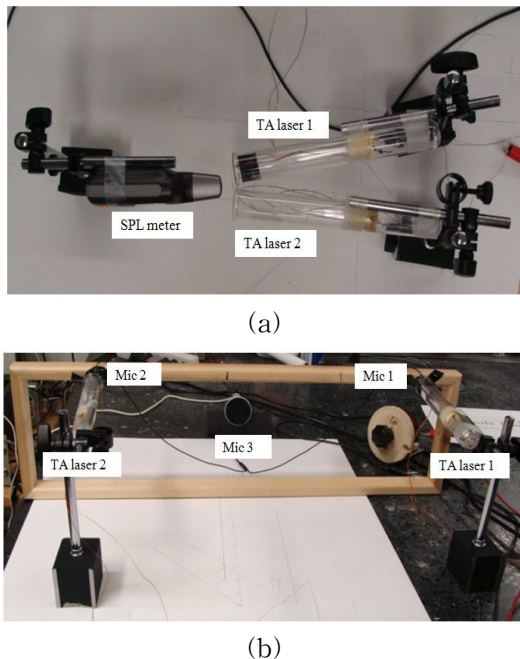 TA laser 1
SPL meter
TA laser 2
(a)
Mic 2
Mic 1
Mic 3
TA laser 2
TA laser 1
(b)